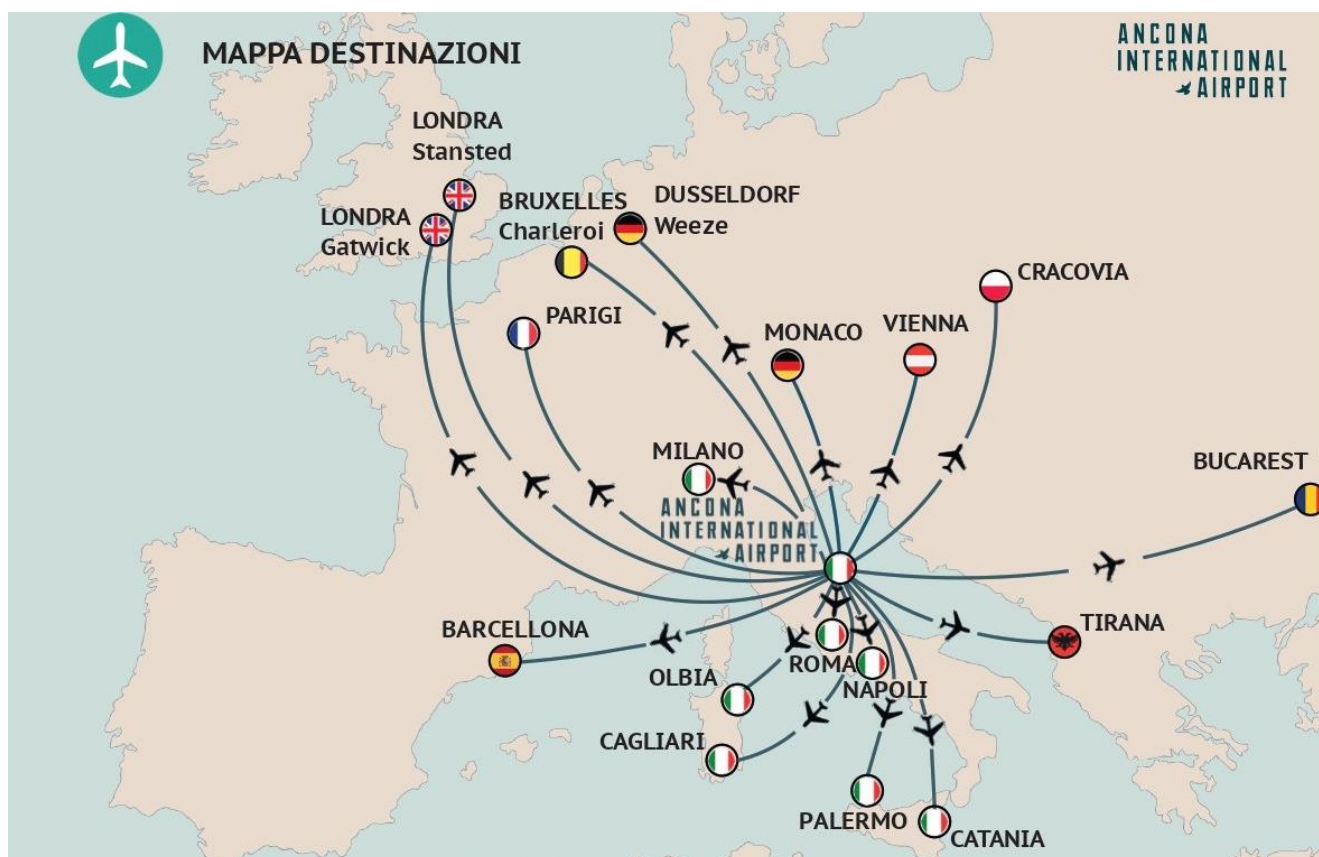 MAPPA DESTINAZIONI
ANCONA
INTERNATIONAL
AIRPORT
LONDRA
Stansted
LONDRA
Gatwick
BRUXELLES
Charleroi
DUSSELDORF
Weeze
CRACOVIA
PARIGI
MONACO
VIENNA
MILANO
BUCAREST
ANCONA
INTERNATIONAL
AIRPORT
BARCELLONA
TIRANA
OLBIA
ROMA
NAPOLI
CAGLIARI
PALERMO
CATANIA